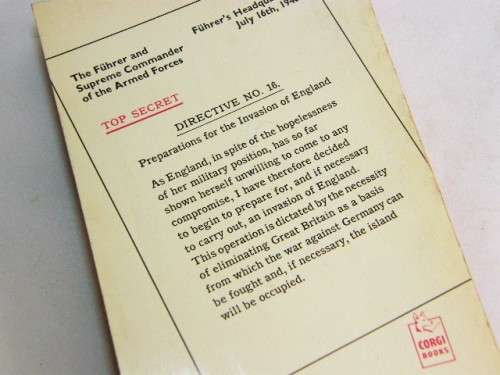 The Führer and
Supreme Commander
of the Armed Forces
Führer's
July 16th,
TOP SECRET
DIRECTIVE NO. 16.
Preparations for the Invasion of England
As England, in spite of the hopelessness
of her military position, has so far
shown herself unwilling to come to any
compromise, I have therefore decided
to begin to prepare for, and if necessary
to carry out, an invasion of England.
This operation is dictated by the necessity
of eliminating Great Britain as a basis
from which the war against Germany can
be fought and, if necessary, the island
will be occupied.
CORGI
BOOKS